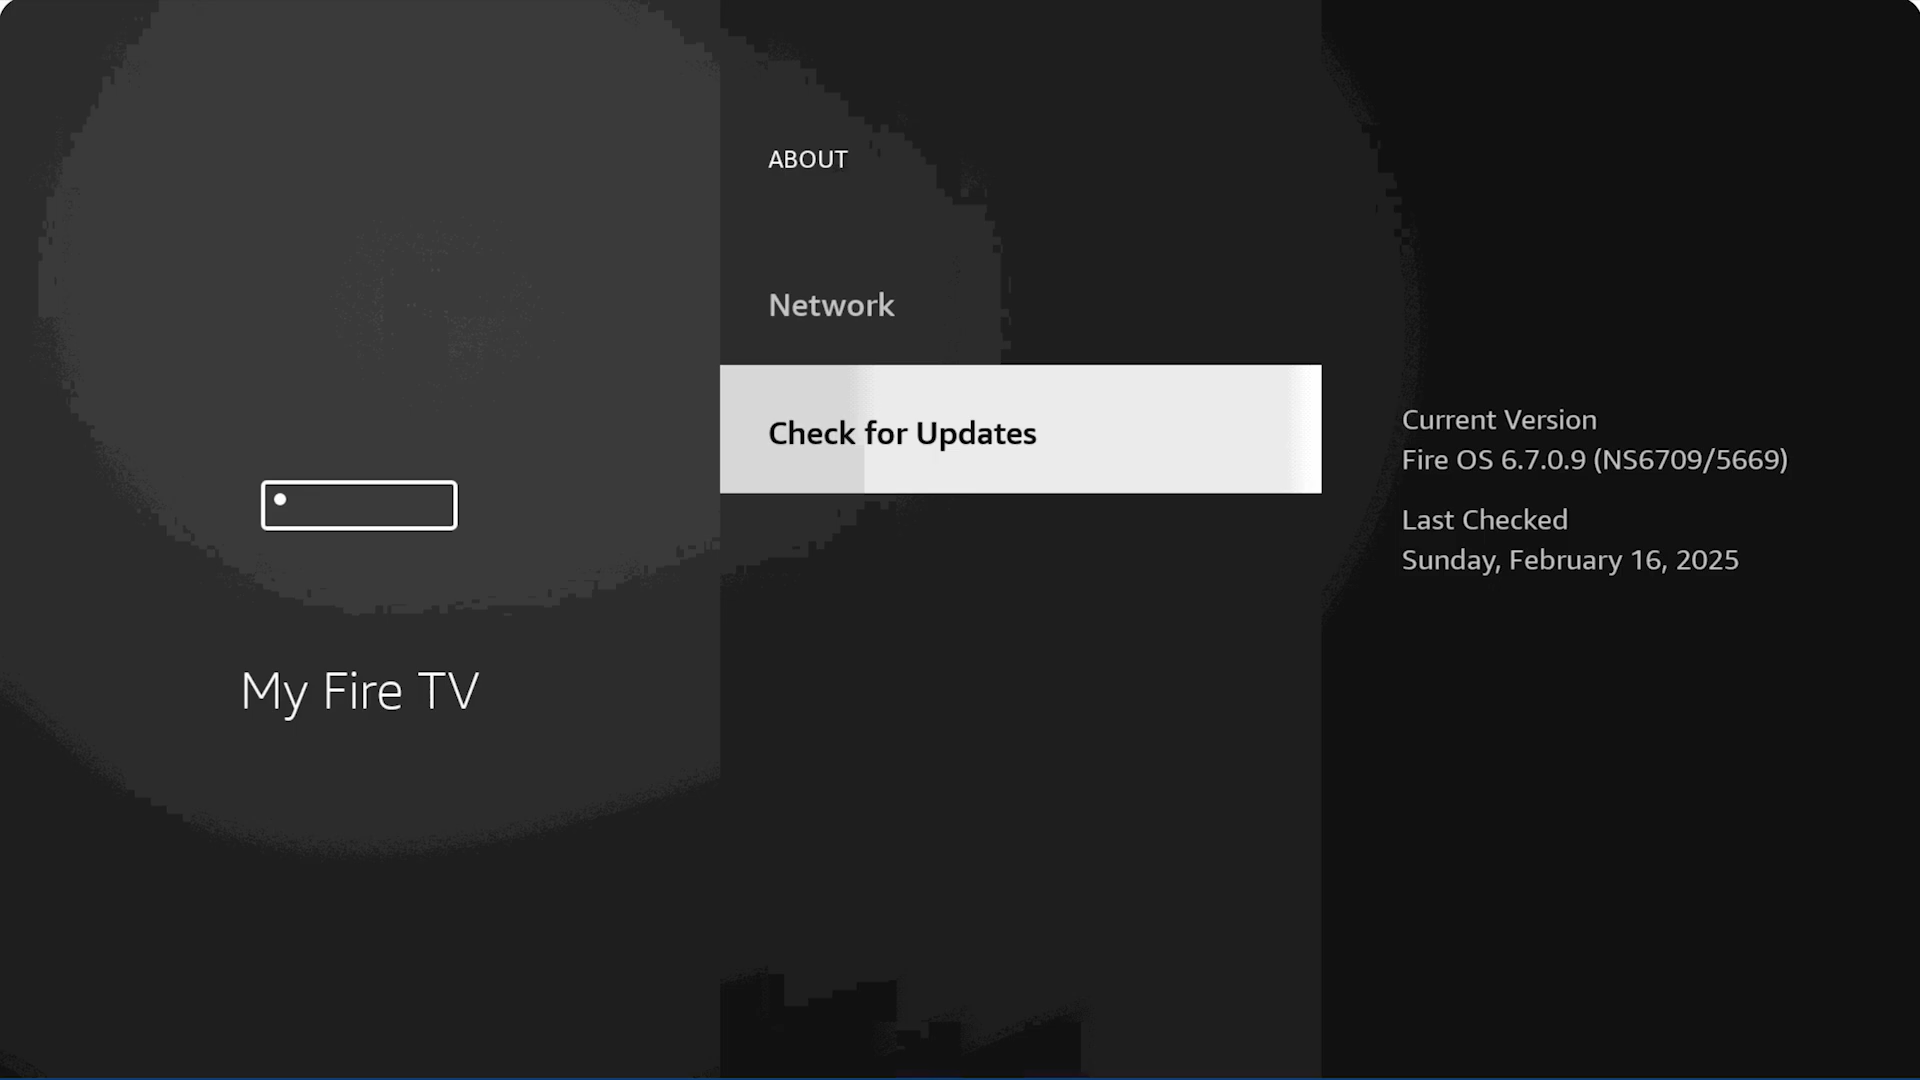 ABOUT
Network
Check for Updates
My Fire TV
Current Version
Fire OS 6.7.0.9 (NS6709/5669)
Last Checked
Sunday, February 16, 2025